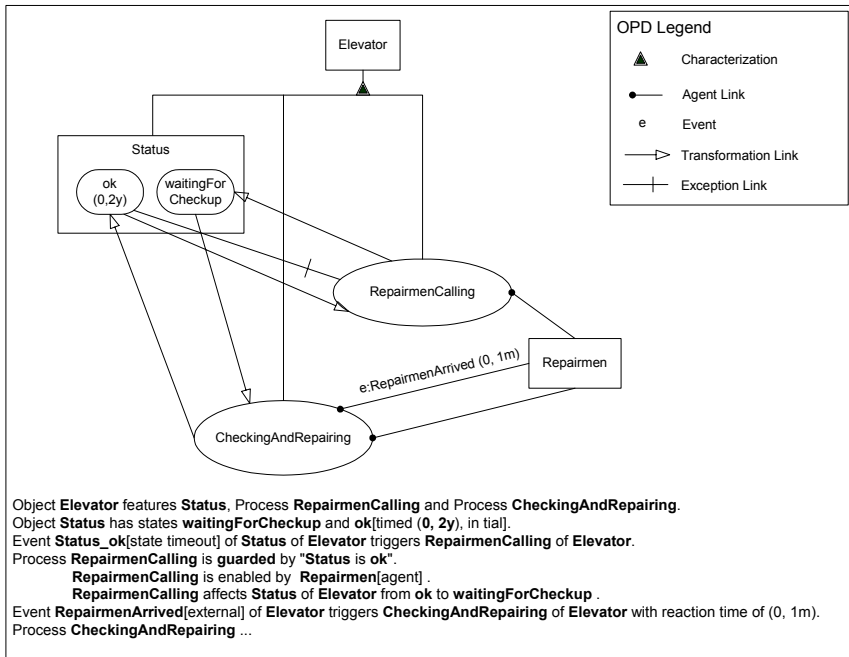 Elevator
OPD Legend
Characterization
Agent Link
e Event
Transformation Link
Exception Link
Status
ok
(0,2y)
waitingFor
Checkup
RepairmenCalling
Repairmen
e:RepairmenArrived (0, 1m)
CheckingAndRepairing
Object Elevator features Status, Process RepairmenCalling and Process CheckingAndRepairing.
Object Status has states waitingForCheckup and ok[timed (0, 2y), in tial].
Event Status_ok[state timeout] of Status of Elevator triggers RepairmenCalling of Elevator.
Process RepairmenCalling is guarded by "Status is ok".
RepairmenCalling is enabled by Repairmen[agent] .
RepairmenCalling affects Status of Elevator from ok to waitingForCheckup .
Event RepairmenArrived[external] of Elevator triggers CheckingAndRepairing of Elevator with reaction time of (0, 1m).
Process CheckingAndRepairing ...